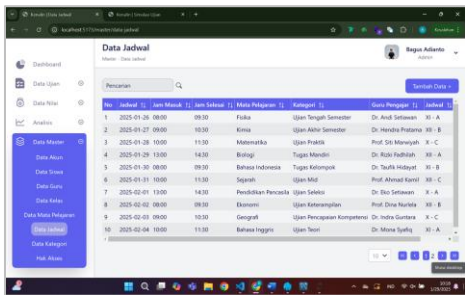 localhost:5173/master/data-jadwal
Data Jadwal
Master - Data Jadwal
Bagus Adianto
Admin
Dashboard
Data Ujian
Data Nilai
Analisis
Data Master
Data Akun
Data Siswa
Data Guru
Data Kelas
Data Mata Pelajaran
Data Jadwal
Data Kategori
Hak Akses
Pencarian
Tambah Data
No Jadwal Jam Masuk Jam Selesai Mata Pelajaran Kategori Guru Pengajar Jadwal
1 2025-01-26 08:00 09:30 Fisika Ujian Tengah Semester Dr. Andi Setiawan XI - A
2 2025-01-27 09:00 10:30 Kimia Ujian Akhir Semester Dr. Hendra Pratama XII - B
3 2025-01-28 10:00 11:30 Matematika Ujian Praktik Prof. Siti Marwiyah X - C
4 2025-01-29 13:00 14:30 Biologi Tugas Mandiri Dr. Rizki Fadhilah XII - A
5 2025-01-30 08:00 09:30 Bahasa Indonesia Tugas Kelompok Dr. Taufik Hidayat XI - B
6 2025-01-31 10:00 11:30 Sejarah Ujian Mid Prof. Ahmad Kamil XII - C
7 2025-02-01 13:00 14:30 Pendidikan Pancasila Ujian Seleksi Dr. Eko Setiawan X - A
8 2025-02-02 08:00 09:30 Ekonomi Ujian Keterampilan Prof. Dina Nurlela XII - B
9 2025-02-03 09:00 10:30 Geografi Ujian Pencapaian Kompetensi Dr. Indra Guntara X - C
10 2025-02-04 10:00 11:30 Bahasa Inggris Ujian Teori Dr. Mona Syafiq XI - A
10
1 2
1/29/2025